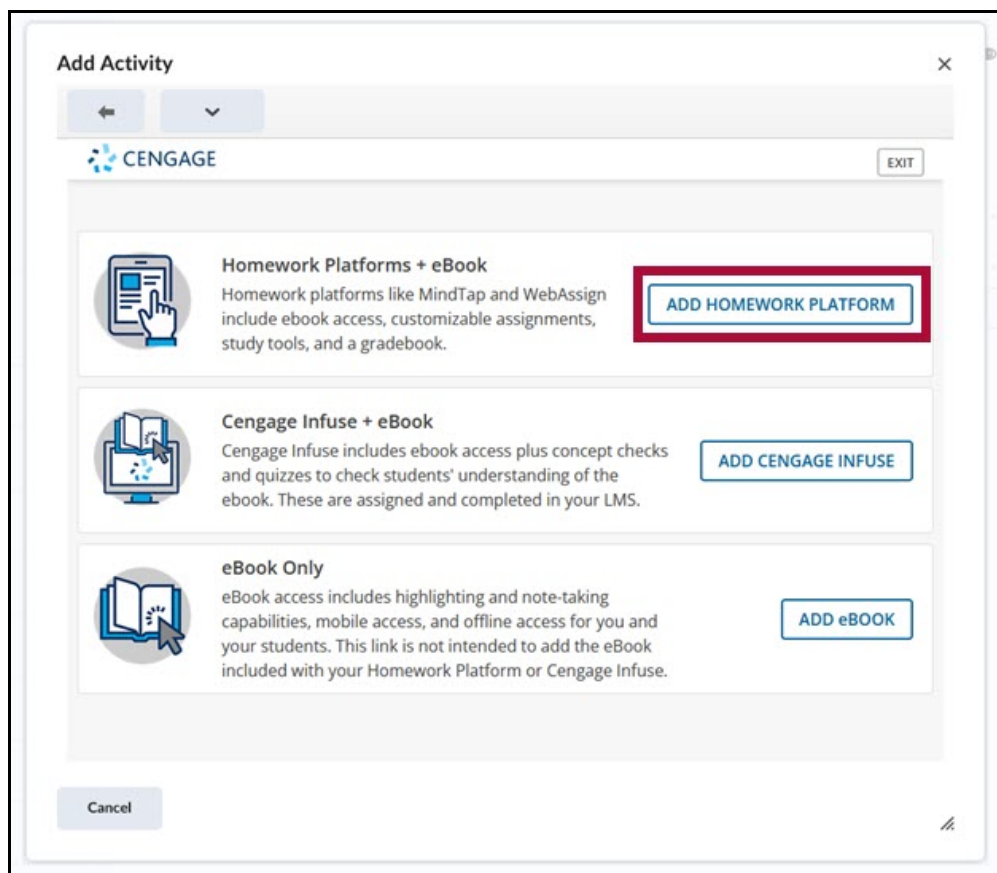 Add Activity
CENGAGE
EXIT
Homework Platforms + eBook
Homework platforms like MindTap and WebAssign
include ebook access, customizable assignments,
study tools, and a gradebook.
ADD HOMEWORK PLATFORM
Cengage Infuse + eBook
Cengage Infuse includes ebook access plus concept checks
and quizzes to check students' understanding of the
ebook. These are assigned and completed in your LMS.
ADD CENGAGE INFUSE
eBook Only
eBook access includes highlighting and note-taking
capabilities, mobile access, and offline access for you and
your students. This link is not intended to add the eBook
included with your Homework Platform or Cengage Infuse.
ADD eBOOK
Cancel